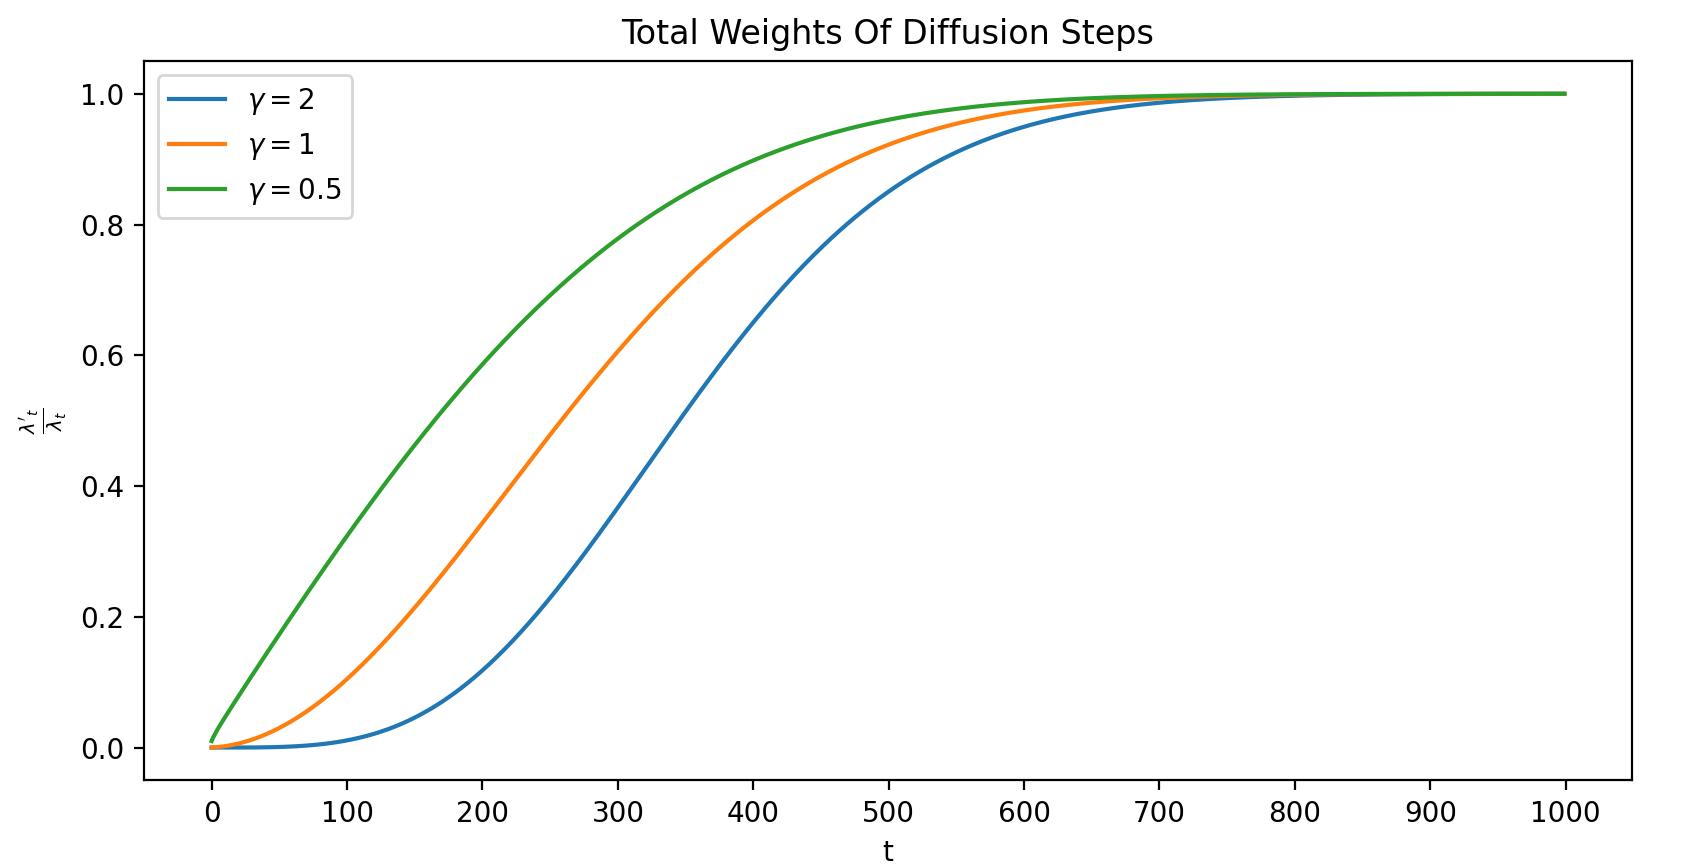 Total Weights Of Diffusion Steps
γ = 2
γ = 1
γ = 0.5
1.0
0.8
0.6
0.4
0.2
0.0
λ′t/λt
0 100 200 300 400 500 600 700 800 900 1000
t